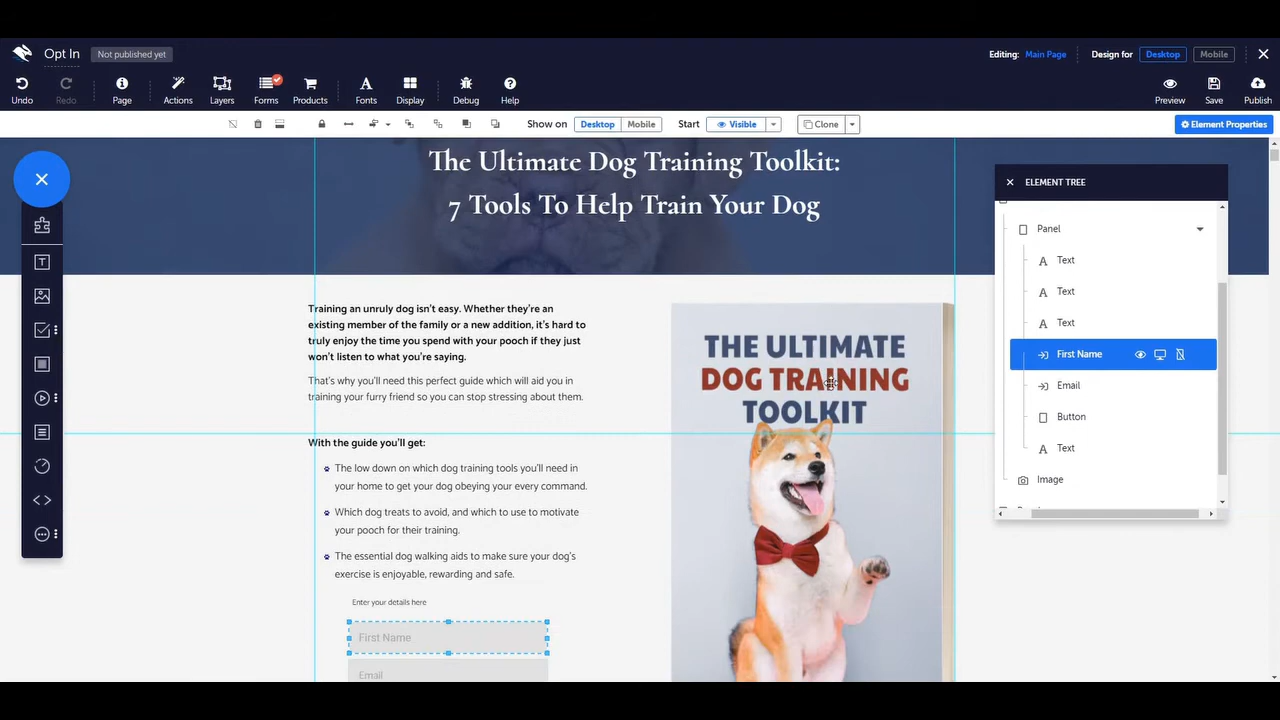 Opt In
Not published yet
Editing: Main Page
Design for
Desktop
Mobile
Undo
Redo
Page
Actions
Layers
Forms
Products
Fonts
Display
Debug
Help
Preview
Save
Publish
Show on
Desktop
Mobile
Start
Visible
Clone
Element Properties
The Ultimate Dog Training Toolkit:
7 Tools To Help Train Your Dog
ELEMENT TREE
Panel
Text
Text
Text
First Name
Email
Button
Text
Image
Training an unruly dog isn't easy. Whether they're an
existing member of the family or a new addition, it's hard to
truly enjoy the time you spend with your pooch if they just
won't listen to what you're saying.
That's why you'll need this perfect guide which will aid you in
training your furry friend so you can stop stressing about them.
With the guide you'll get:
The low down on which dog training tools you'll need in
your home to get your dog obeying your every command.
Which dog treats to avoid, and which to use to motivate
your pooch for their training.
The essential dog walking aids to make sure your dog's
exercise is enjoyable, rewarding and safe.
Enter your details here
First Name
Email
THE ULTIMATE
DOG TRAINING
TOOLKIT